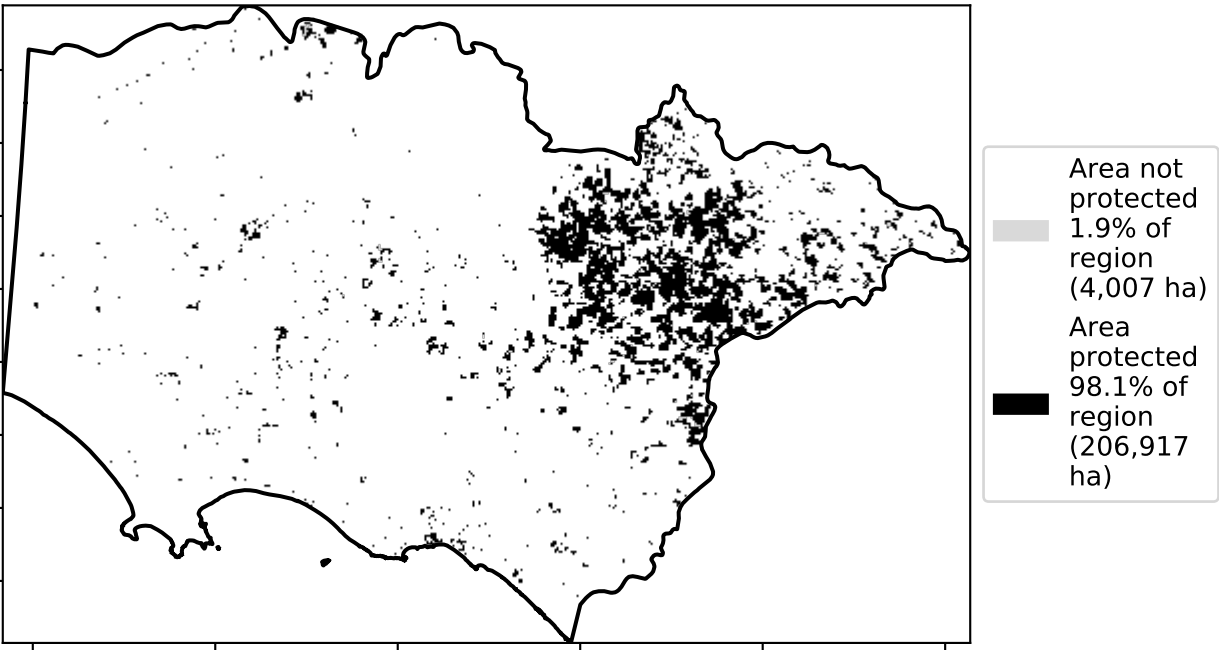 Area not
protected
1.9% of
region
(4,007 ha)
Area
protected
98.1% of
region
(206,917
ha)